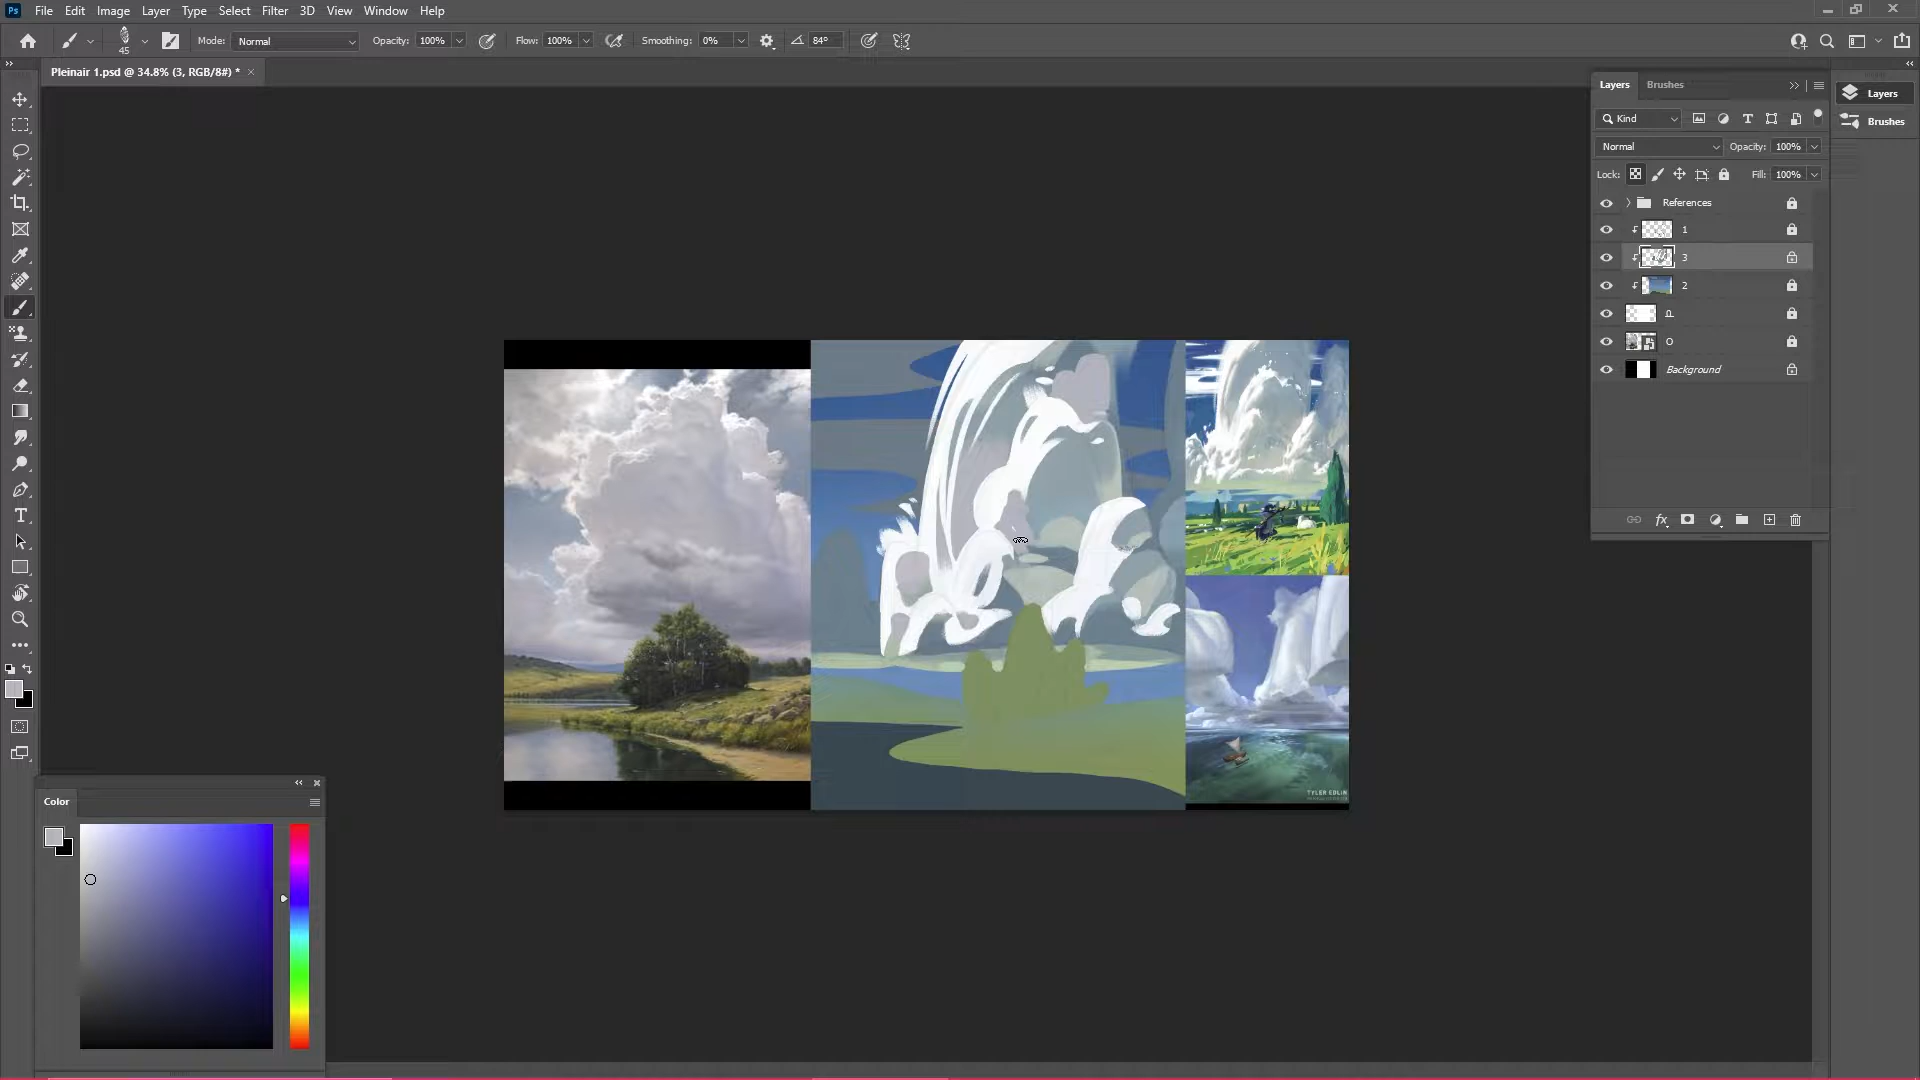 Ps File Edit Image Layer Type Select Filter 3D View Window Help
45 Mode: Normal Opacity: 100% Flow: 100% Smoothing: 0% 84°
Pleinair 1.psd @ 34.8% (3, RGB/8#) * ×
Layers Brushes
Kind
Normal Opacity: 100%
Lock: Fill: 100%
References
1
3
2
O
Background
Layers
Brushes
T
Color
TYLER EDLIN